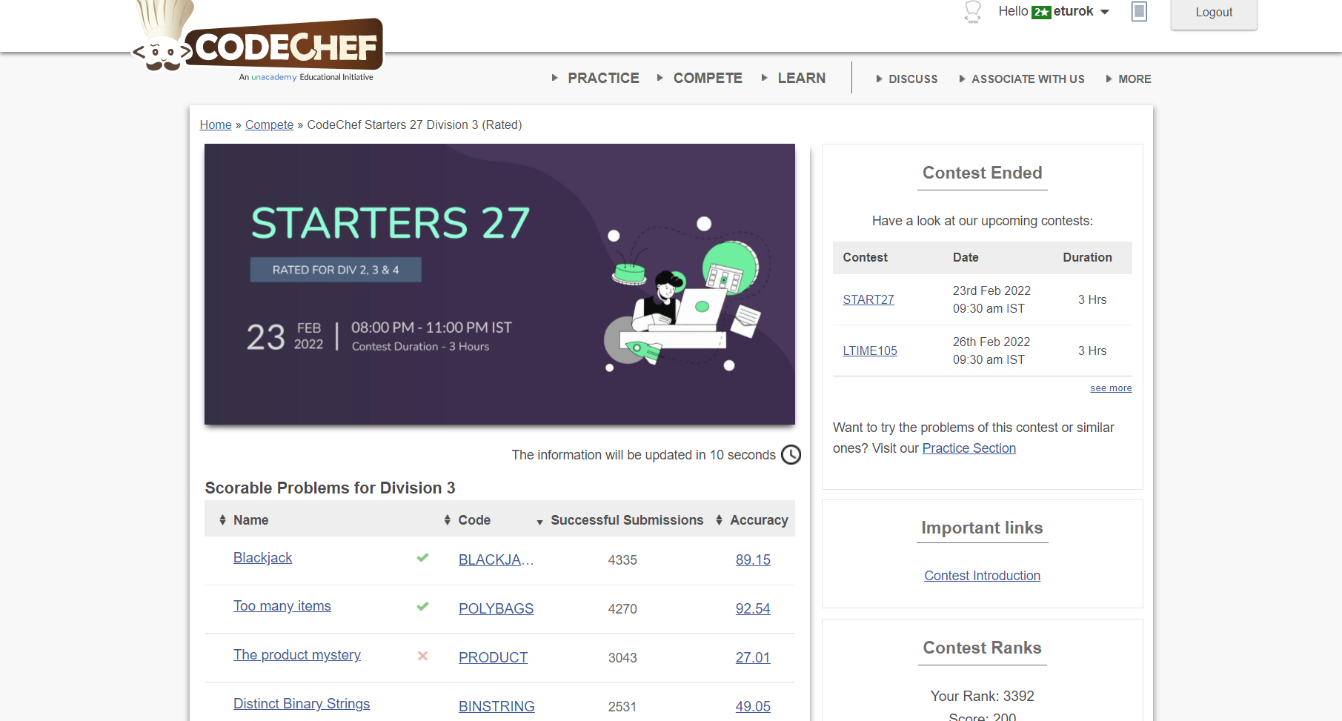 Hello 2★ eturok
Logout
CODECHEF
An unacademy Educational Initiative
PRACTICE COMPETE LEARN DISCUSS ASSOCIATE WITH US MORE
Home » Compete » CodeChef Starters 27 Division 3 (Rated)
STARTERS 27
RATED FOR DIV 2, 3 & 4
23 FEB 2022 | 08:00 PM - 11:00 PM IST
Contest Duration - 3 Hours
The information will be updated in 10 seconds
Scorable Problems for Division 3
Name Code Successful Submissions Accuracy
Blackjack BLACKJA... 4335 89.15
Too many items POLYBAGS 4270 92.54
The product mystery PRODUCT 3043 27.01
Distinct Binary Strings BINSTRING 2531 49.05
Contest Ended
Have a look at our upcoming contests:
Contest Date Duration
START27 23rd Feb 2022 3 Hrs
09:30 am IST
LTIME105 26th Feb 2022 3 Hrs
09:30 am IST
see more
Want to try the problems of this contest or similar
ones? Visit our Practice Section
Important links
Contest Introduction
Contest Ranks
Your Rank: 3392
Score: 200